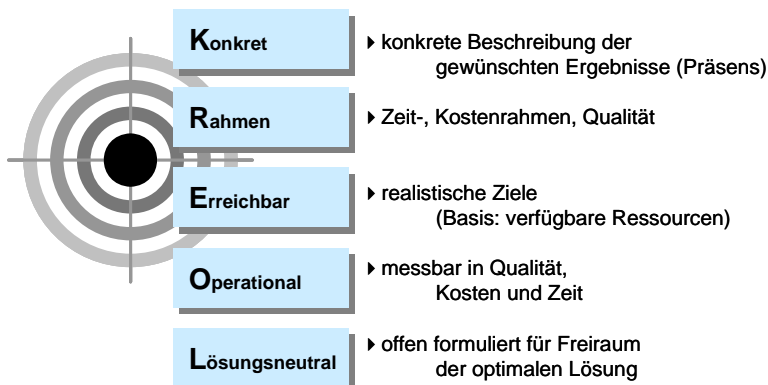 Konkret
▸ konkrete Beschreibung der
gewünschten Ergebnisse (Präsens)
Rahmen
▸ Zeit-, Kostenrahmen, Qualität
Erreichbar
▸ realistische Ziele
(Basis: verfügbare Ressourcen)
Operational
▸ messbar in Qualität,
Kosten und Zeit
Lösungsneutral
▸ offen formuliert für Freiraum
der optimalen Lösung